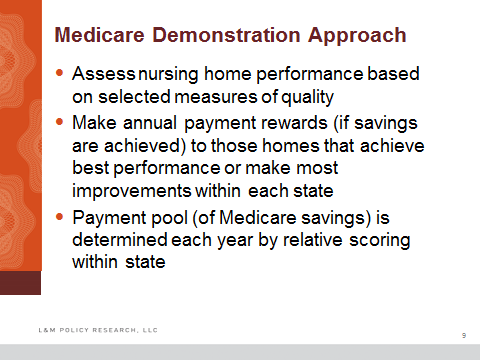 Medicare Demonstration Approach
• Assess nursing home performance based
on selected measures of quality
• Make annual payment rewards (if savings
are achieved) to those homes that achieve
best performance or make most
improvements within each state
• Payment pool (of Medicare savings) is
determined each year by relative scoring
within state
L&M POLICY RESEARCH, LLC
9